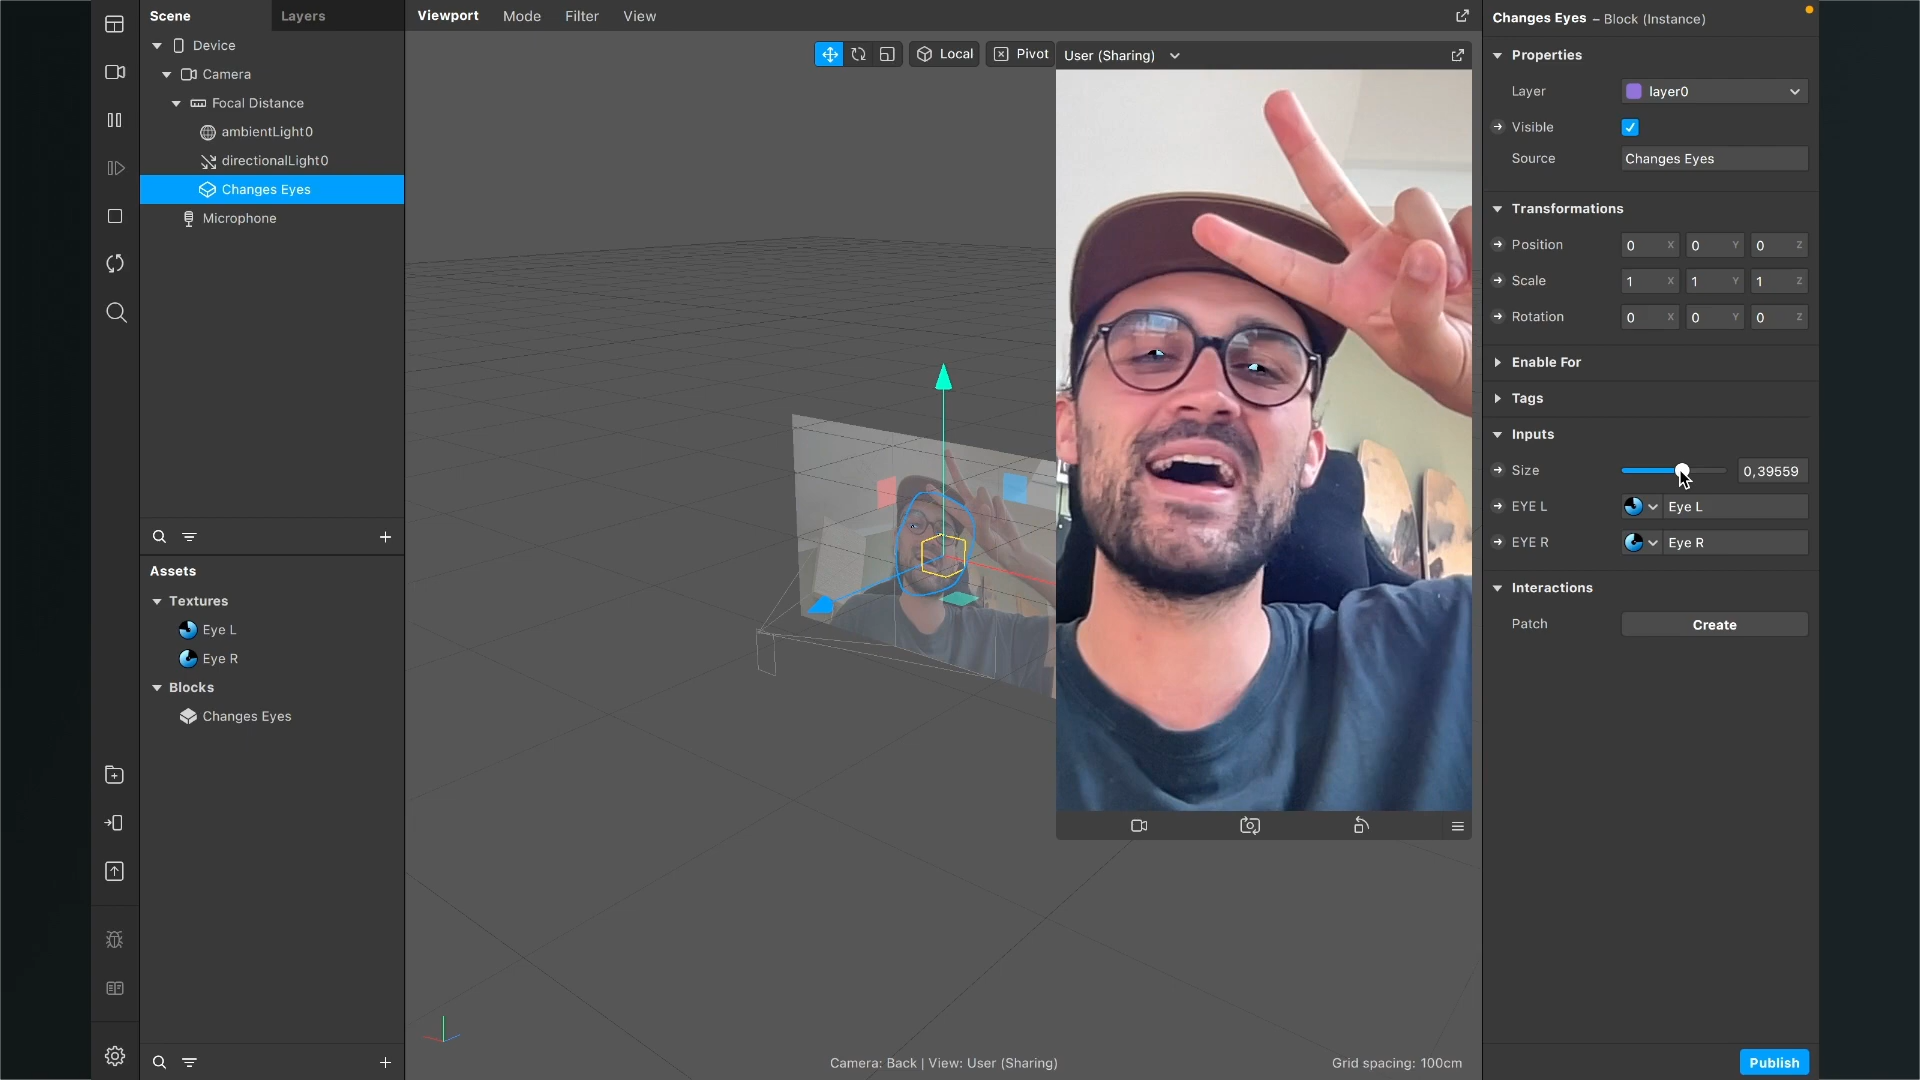 Scene
Layers
Device
Camera
Focal Distance
ambientLight0
directionalLight0
Changes Eyes
Microphone
Assets
Textures
Eye L
Eye R
Blocks
Changes Eyes
Viewport
Mode
Filter
View
Local
Pivot
User (Sharing)
Camera: Back | View: User (Sharing)
Grid spacing: 100cm
Changes Eyes – Block (Instance)
Properties
Layer
layer0
Visible
Source
Changes Eyes
Transformations
Position
0 X 0 Y 0 Z
Scale
1 X 1 Y 1 Z
Rotation
0 X 0 Y 0 Z
Enable For
Tags
Inputs
Size
0,39559
EYE L
Eye L
EYE R
Eye R
Interactions
Patch
Create
Publish